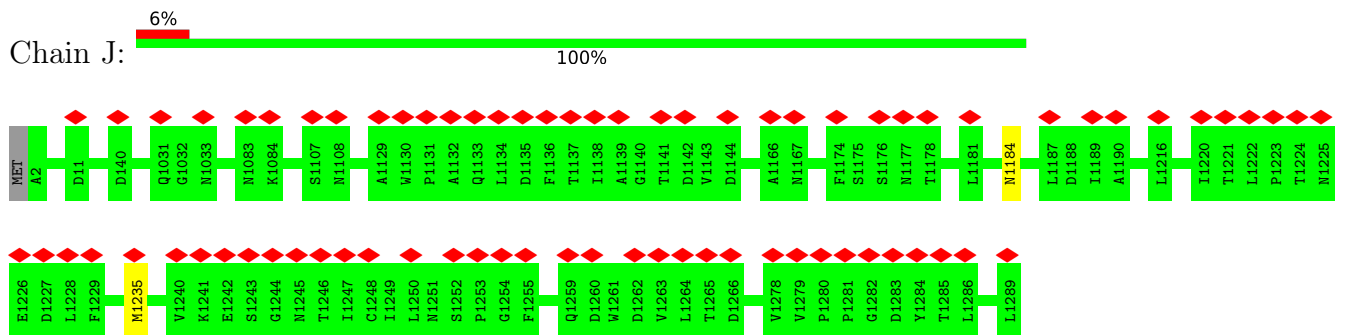 6%
Chain J:
100%
MET A2 D11 D140 Q1031 G1032 N1033 N1083 K1084 S1107 N1108 A1129 W1130 P1131 A1132 Q1133 L1134 D1135 F1136 T1137 I1138 A1139 G1140 T1141 D1142 V1143 D1144 A1166 N1167 F1174 S1175 S1176 N1177 T1178 L1181 N1184 L1187 D1188 I1189 A1190 L1216 I1220 T1221 L1222 P1223 T1224 N1225
E1226 D1227 L1228 F1229 M1235 V1240 K1241 E1242 S1243 G1244 N1245 T1246 I1247 C1248 I1249 L1250 N1251 S1252 P1253 G1254 F1255 Q1259 D1260 W1261 D1262 V1263 L1264 T1265 D1266 V1278 V1279 P1280 P1281 G1282 D1283 Y1284 T1285 L1286 L1289